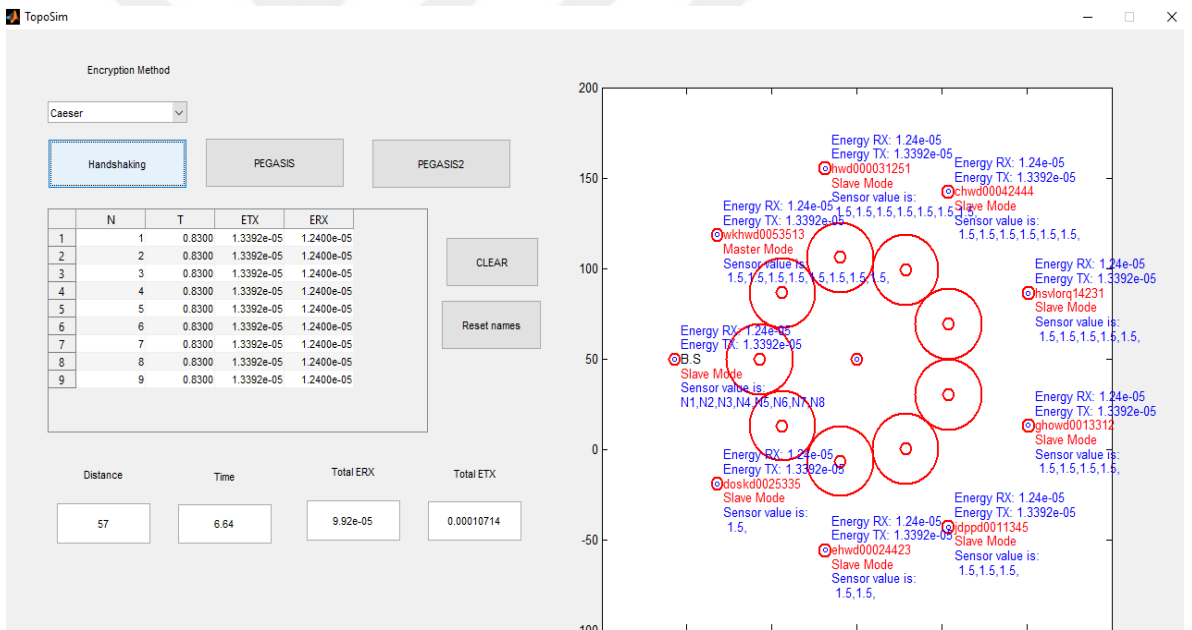 TopoSim
Encryption Method
Caeser
Handshaking
PEGASIS
PEGASIS2
N T ETX ERX
1 1 0.8300 1.3392e-05 1.2400e-05
2 2 0.8300 1.3392e-05 1.2400e-05
3 3 0.8300 1.3392e-05 1.2400e-05
4 4 0.8300 1.3392e-05 1.2400e-05
5 5 0.8300 1.3392e-05 1.2400e-05
6 6 0.8300 1.3392e-05 1.2400e-05
7 7 0.8300 1.3392e-05 1.2400e-05
8 8 0.8300 1.3392e-05 1.2400e-05
9 9 0.8300 1.3392e-05 1.2400e-05
CLEAR
Reset names
Distance
57
Time
6.64
Total ERX
9.92e-05
Total ETX
0.00010714
200
150
100
50
0
-50
-100
Energy RX: 1.24e-05
Energy TX: 1.3392e-05
hwd000031251
Slave Mode
Sensor value is:
1.5,1.5,1.5,1.5,1.5,1.5,1.5,
Energy RX: 1.24e-05
Energy TX: 1.3392e-05
chwd00042444
Slave Mode
Sensor value is:
1.5,1.5,1.5,1.5,1.5,1.5,
Energy RX: 1.24e-05
Energy TX: 1.3392e-05
wkhwd0053513
Master Mode
Sensor value is:
1.5,1.5,1.5,1.5,1.5,1.5,1.5,1.5,
Energy RX: 1.24e-05
Energy TX: 1.3392e-05
hsvlorq14231
Slave Mode
Sensor value is:
1.5,1.5,1.5,1.5,1.5,
Energy RX: 1.24e-05
Energy TX: 1.3392e-05
B.S
Slave Mode
Sensor value is:
N1,N2,N3,N4,N5,N6,N7,N8
Energy RX: 1.24e-05
Energy TX: 1.3392e-05
ghowd0013312
Slave Mode
Sensor value is:
1.5,1.5,1.5,1.5,
Energy RX: 1.24e-05
Energy TX: 1.3392e-05
doskd0025335
Slave Mode
Sensor value is:
1.5,
Energy RX: 1.24e-05
Energy TX: 1.3392e-05
jdppd0011345
Slave Mode
Sensor value is:
1.5,1.5,1.5,
Energy RX: 1.24e-05
Energy TX: 1.3392e-05
ehwd00024423
Slave Mode
Sensor value is:
1.5,1.5,